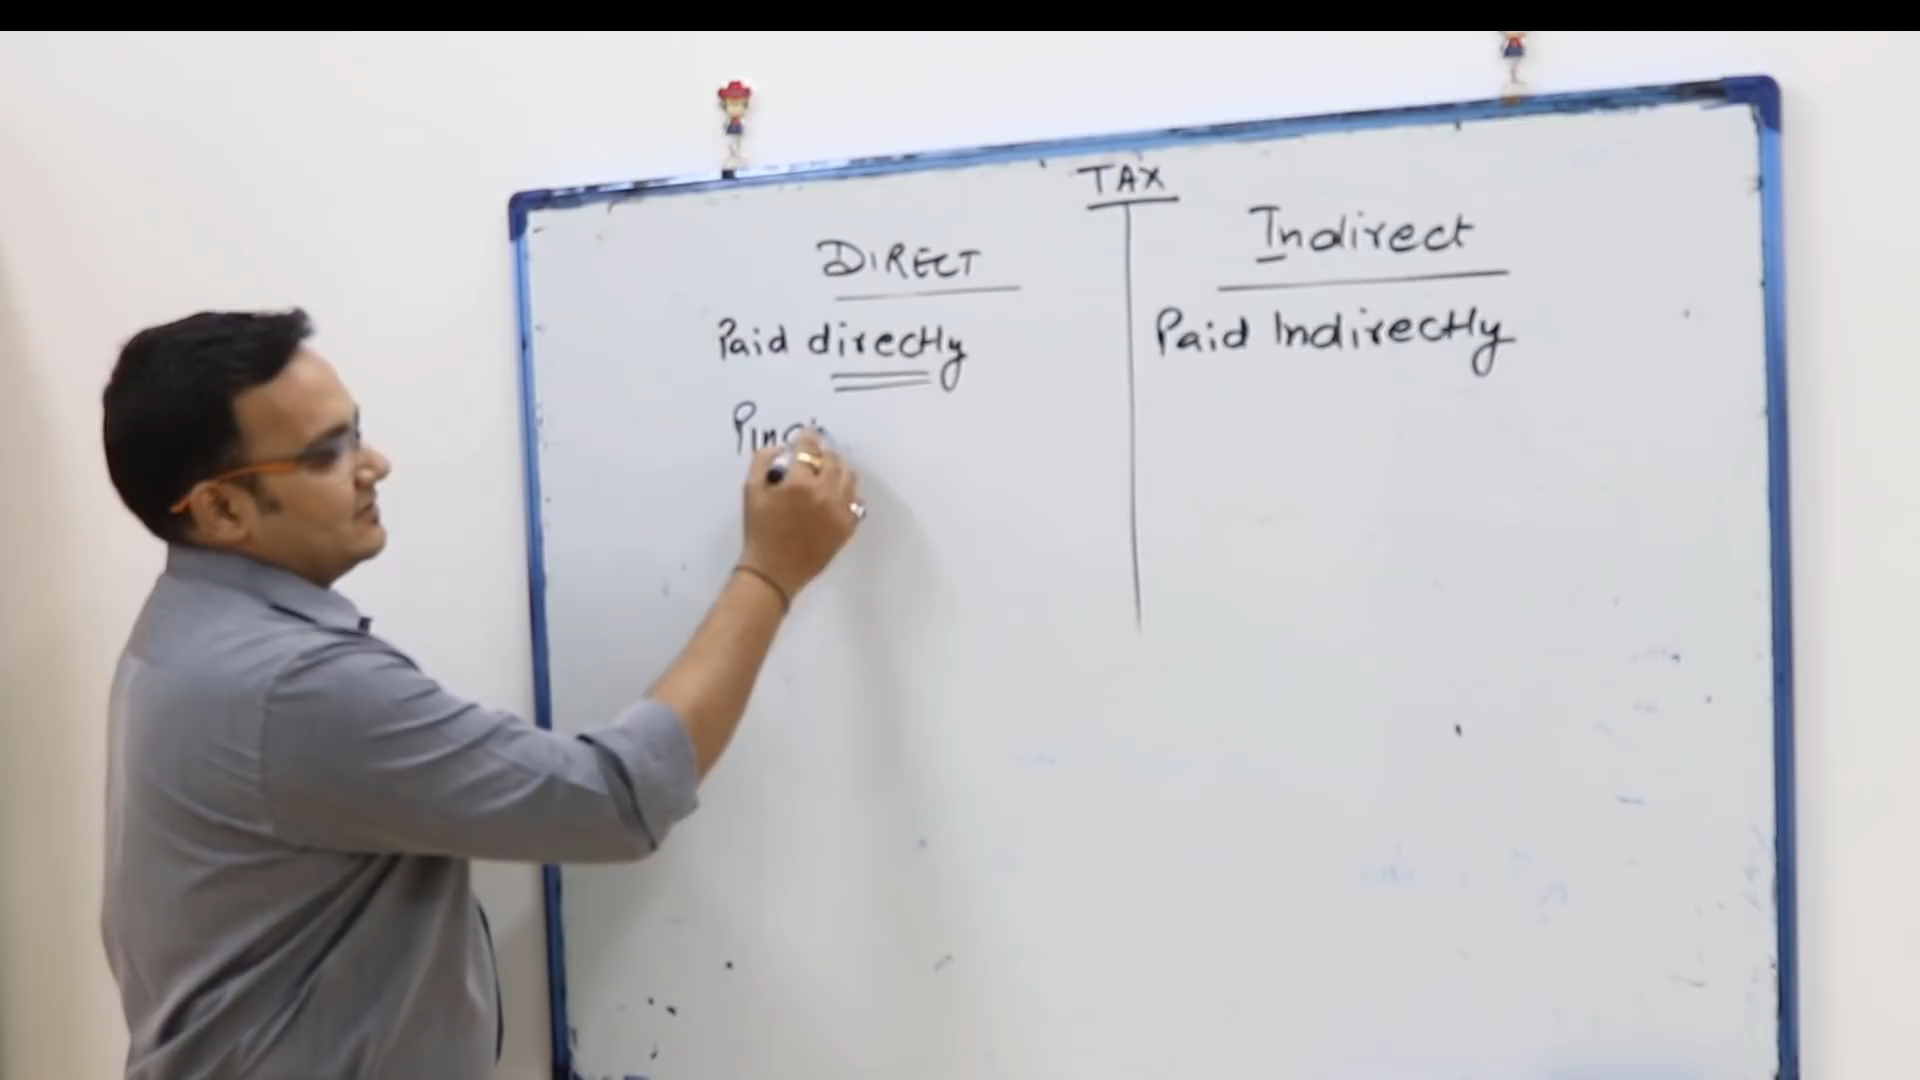 TAX
DIRECT
Indirect
Paid directly
Paid Indirectly